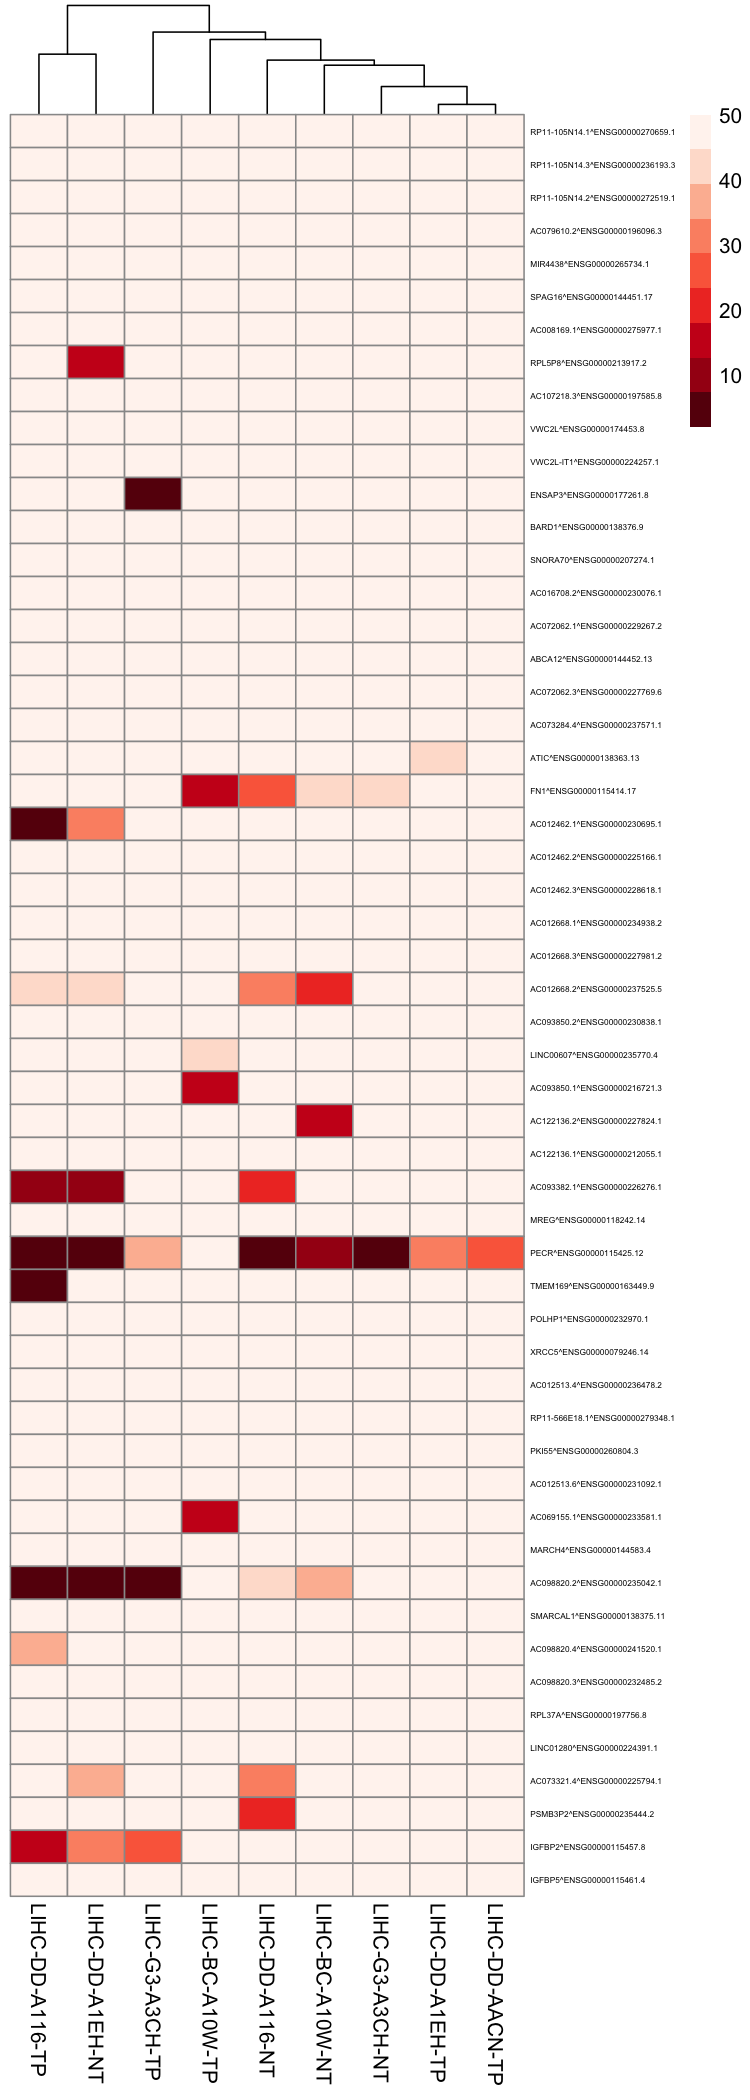 50
40
30
20
10
RP11-105N14.1^ENSG00000270659.1
RP11-105N14.3^ENSG00000236193.3
RP11-105N14.2^ENSG00000272519.1
AC079610.2^ENSG00000196096.3
MIR4438^ENSG00000265734.1
SPAG16^ENSG00000144451.17
AC008169.1^ENSG00000275977.1
RPL5P8^ENSG00000213917.2
AC107218.3^ENSG00000197585.8
VWC2L^ENSG00000174453.8
VWC2L-IT1^ENSG00000224257.1
ENSAP3^ENSG00000177261.8
BARD1^ENSG00000138376.9
SNORA70^ENSG00000207274.1
AC016708.2^ENSG00000230076.1
AC072062.1^ENSG00000229267.2
ABCA12^ENSG00000144452.13
AC072062.3^ENSG00000227769.6
AC073284.4^ENSG00000237571.1
ATIC^ENSG00000138363.13
FN1^ENSG00000115414.17
AC012462.1^ENSG00000230695.1
AC012462.2^ENSG00000225166.1
AC012462.3^ENSG00000228618.1
AC012668.1^ENSG00000234938.2
AC012668.3^ENSG00000227981.2
AC012668.2^ENSG00000237525.5
AC093850.2^ENSG00000230838.1
LINC00607^ENSG00000235770.4
AC093850.1^ENSG00000216721.3
AC122136.2^ENSG00000227824.1
AC122136.1^ENSG00000212055.1
AC093382.1^ENSG00000226276.1
MREG^ENSG00000118242.14
PECR^ENSG00000115425.12
TMEM169^ENSG00000163449.9
POLHP1^ENSG00000232970.1
XRCC5^ENSG00000079246.14
AC012513.4^ENSG00000236478.2
RP11-566E18.1^ENSG00000279348.1
PKI55^ENSG00000260804.3
AC012513.6^ENSG00000231092.1
AC069155.1^ENSG00000233581.1
MARCH4^ENSG00000144583.4
AC098820.2^ENSG00000235042.1
SMARCAL1^ENSG00000138375.11
AC098820.4^ENSG00000241520.1
AC098820.3^ENSG00000232485.2
RPL37A^ENSG00000197756.8
LINC01280^ENSG00000224391.1
AC073321.4^ENSG00000225794.1
PSMB3P2^ENSG00000235444.2
IGFBP2^ENSG00000115457.8
IGFBP5^ENSG00000115461.4
LIHC-DD-A116-TP
LIHC-DD-A1EH-NT
LIHC-G3-A3CH-TP
LIHC-BC-A10W-TP
LIHC-DD-A116-NT
LIHC-BC-A10W-NT
LIHC-G3-A3CH-NT
LIHC-DD-A1EH-TP
LIHC-DD-AACN-TP